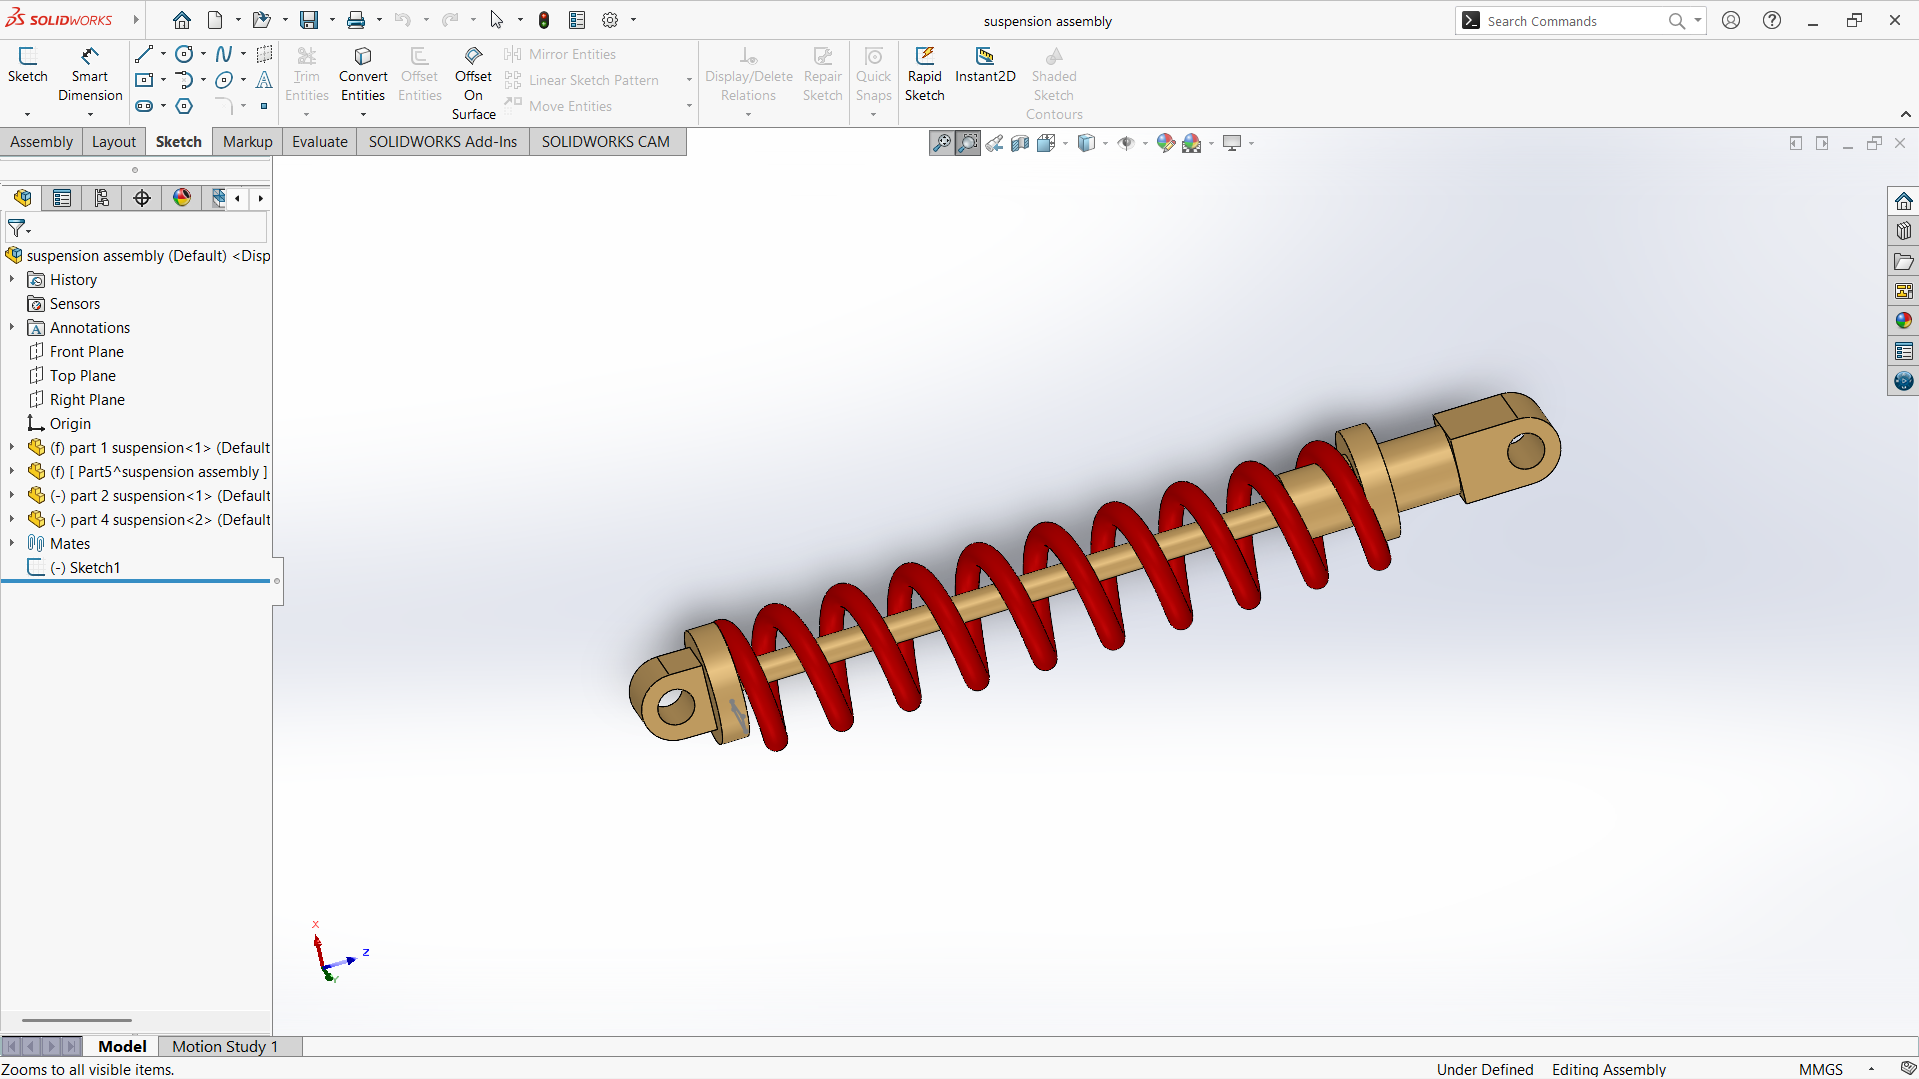 SOLIDWORKS
suspension assembly
Search Commands
Sketch
Smart Dimension
Trim Entities
Convert Entities
Offset Entities
Offset On Surface
Mirror Entities
Linear Sketch Pattern
Move Entities
Display/Delete Relations
Repair Sketch
Quick Snaps
Rapid Sketch
Instant2D
Shaded Sketch Contours
Assembly
Layout
Sketch
Markup
Evaluate
SOLIDWORKS Add-Ins
SOLIDWORKS CAM
suspension assembly (Default) <Disp
History
Sensors
Annotations
Front Plane
Top Plane
Right Plane
Origin
(f) part 1 suspension<1> (Default
(f) [ Part5^suspension assembly ]
(-) part 2 suspension<1> (Default
(-) part 4 suspension<2> (Default
Mates
(-) Sketch1
X
Z
Y
Model
Motion Study 1
Zooms to all visible items.
Under Defined
Editing Assembly
MMGS